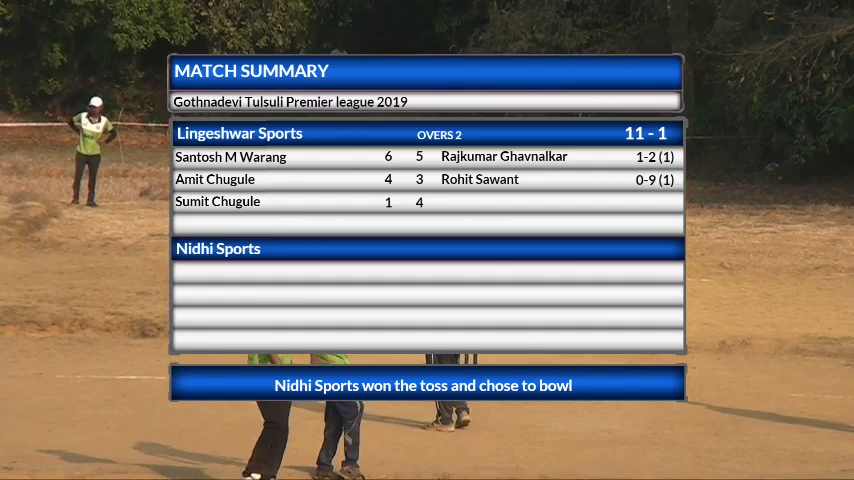 MATCH SUMMARY
Gothnadevi Tulsuli Premier league 2019
Lingeshwar Sports OVERS 2 11 - 1
Santosh M Warang 6 5 Rajkumar Ghavnalkar 1-2 (1)
Amit Chugule 4 3 Rohit Sawant 0-9 (1)
Sumit Chugule 1 4
Nidhi Sports
Nidhi Sports won the toss and chose to bowl